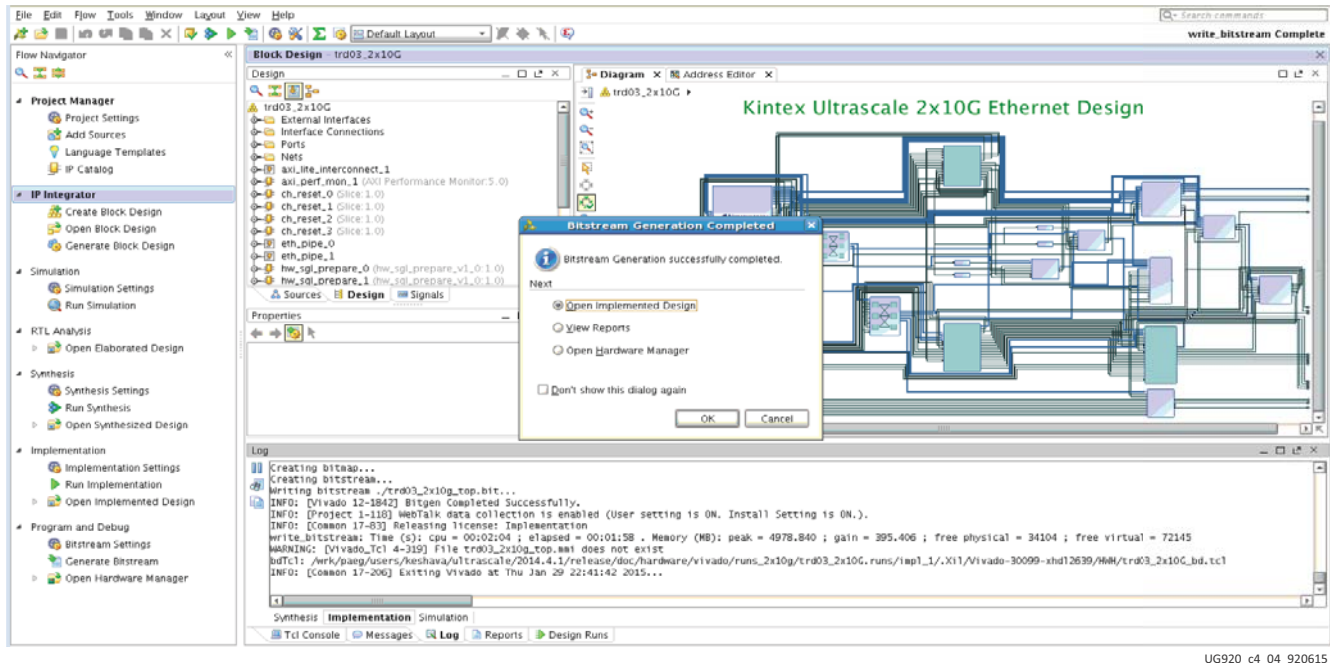 File Edit Flow Tools Window Layout View Help
Search commands
Default Layout
write_bitstream Complete
Flow Navigator
Project Manager
Project Settings
Add Sources
Language Templates
IP Catalog
IP Integrator
Create Block Design
Open Block Design
Generate Block Design
Simulation
Simulation Settings
Run Simulation
RTL Analysis
Open Elaborated Design
Synthesis
Synthesis Settings
Run Synthesis
Open Synthesized Design
Implementation
Implementation Settings
Run Implementation
Open Implemented Design
Program and Debug
Bitstream Settings
Generate Bitstream
Open Hardware Manager
Block Design - trd03_2x10G
Design
trd03_2x10G
External Interfaces
Interface Connections
Ports
Nets
axi_lite_interconnect_1
axi_perf_mon_1 (AXI Performance Monitor:5.0)
ch_reset_0 (Slice:1.0)
ch_reset_1 (Slice:1.0)
ch_reset_2 (Slice:1.0)
ch_reset_3 (Slice:1.0)
eth_pipe_0
eth_pipe_1
hw_sgl_prepare_0 (hw_sgl_prepare_v1_0:1.0)
hw_sgl_prepare_1 (hw_sgl_prepare_v1_0:1.0)
Sources Design Signals
Properties
Diagram Address Editor
trd03_2x10G
Kintex Ultrascale 2x10G Ethernet Design
Bitstream Generation Completed
Bitstream Generation successfully completed.
Next
Open Implemented Design
View Reports
Open Hardware Manager
Don't show this dialog again
OK Cancel
Log
Creating bitmap...
Creating bitstream...
Writing bitstream ./trd03_2x10g_top.bit...
INFO: [Vivado 12-1842] Bitgen Completed Successfully.
INFO: [Project 1-118] WebTalk data collection is enabled (User setting is ON. Install Setting is ON.).
INFO: [Common 17-83] Releasing license: Implementation
write_bitstream: Time (s): cpu = 00:02:04 ; elapsed = 00:01:58 . Memory (MB): peak = 4978.840 ; gain = 395.406 ; free physical = 34104 ; free virtual = 72145
WARNING: [Vivado_Tcl 4-319] File trd03_2x10g_top.mmi does not exist
bdTcl: /wrk/paeg/users/keshava/ultrascale/2014.4.1/release/doc/hardware/vivado/runs_2x10g/trd03_2x10G.runs/impl_1/.Xil/Vivado-30099-xhdl2639/HWH/trd03_2x10G_bd.tcl
INFO: [Common 17-206] Exiting Vivado at Thu Jan 29 22:41:42 2015...
Synthesis Implementation Simulation
Tcl Console Messages Log Reports Design Runs
UG920_c4_04_920615